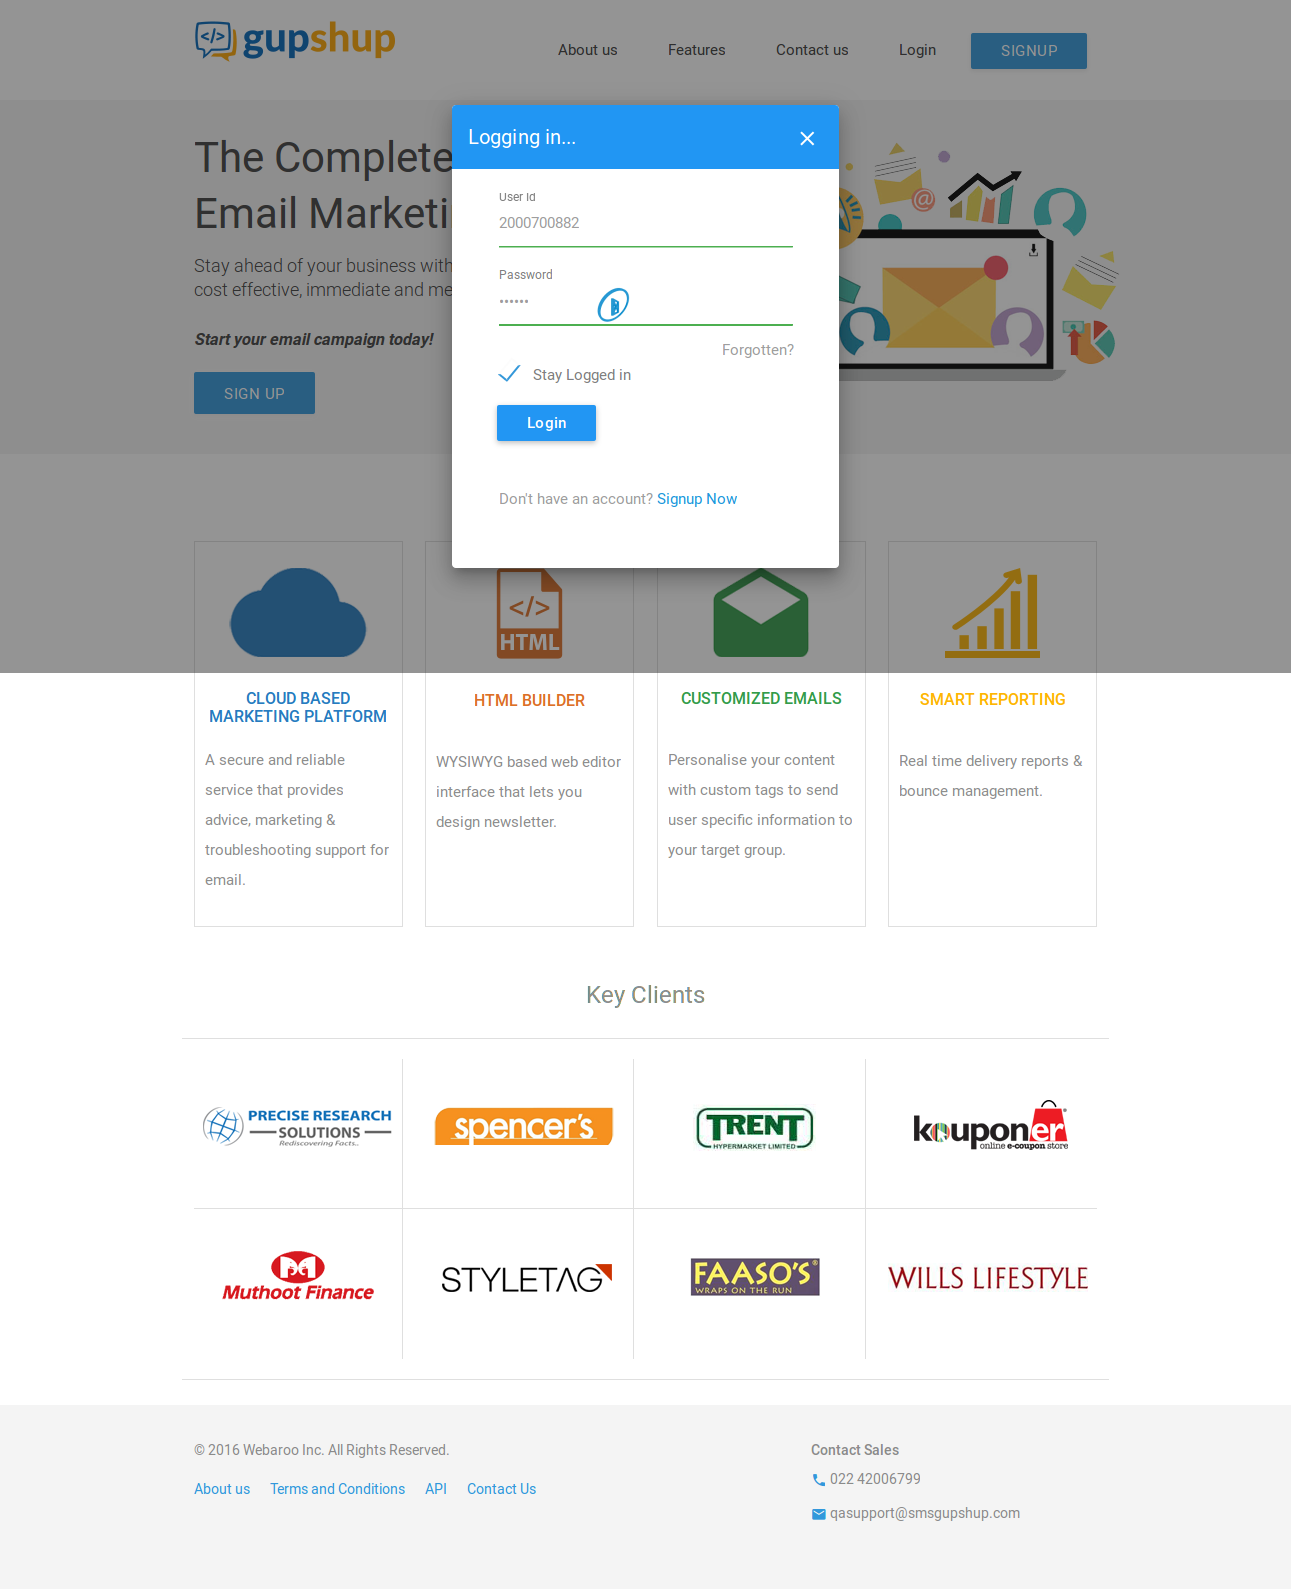 </> gupshup
About us Features Contact us Login SIGNUP
Logging in...
The Complete
Email Marketi
Stay ahead of your business with
cost effective, immediate and me
Start your email campaign today!
SIGN UP
User Id
2000700882
Password
••••••
Forgotten?
Stay Logged in
Login
Don't have an account? Signup Now
@
</>
HTML
CLOUD BASED
MARKETING PLATFORM
A secure and reliable
service that provides
advice, marketing &
troubleshooting support for
email.
HTML BUILDER
WYSIWYG based web editor
interface that lets you
design newsletter.
CUSTOMIZED EMAILS
Personalise your content
with custom tags to send
user specific information to
your target group.
SMART REPORTING
Real time delivery reports &
bounce management.
Key Clients
PRECISE RESEARCH
SOLUTIONS
Rediscovering Facts..
spencer's
TRENT
HYPERMARKET LIMITED
kouponer
online e-coupon store
Muthoot Finance
STYLETAG
FAASO'S®
WRAPS ON THE RUN
WILLS LIFESTYLE
© 2016 Webaroo Inc. All Rights Reserved.
About us Terms and Conditions API Contact Us
Contact Sales
022 42006799
qasupport@smsgupshup.com